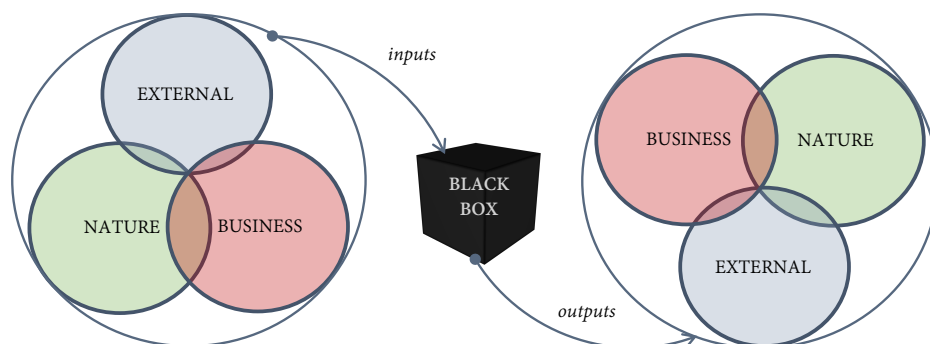 EXTERNAL
NATURE
BUSINESS
inputs
BLACK
BOX
outputs
BUSINESS
NATURE
EXTERNAL